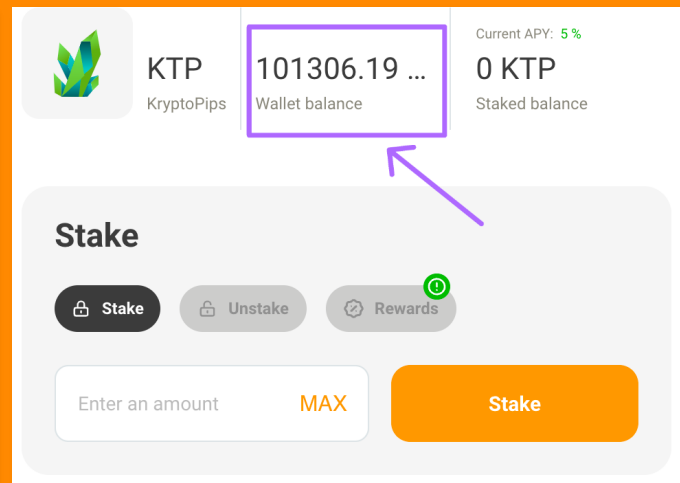 Current APY: 5 %
KTP
101306.19 ...
0 KTP
KryptoPips
Wallet balance
Staked balance
Stake
Stake
Unstake
Rewards
Enter an amount
MAX
Stake